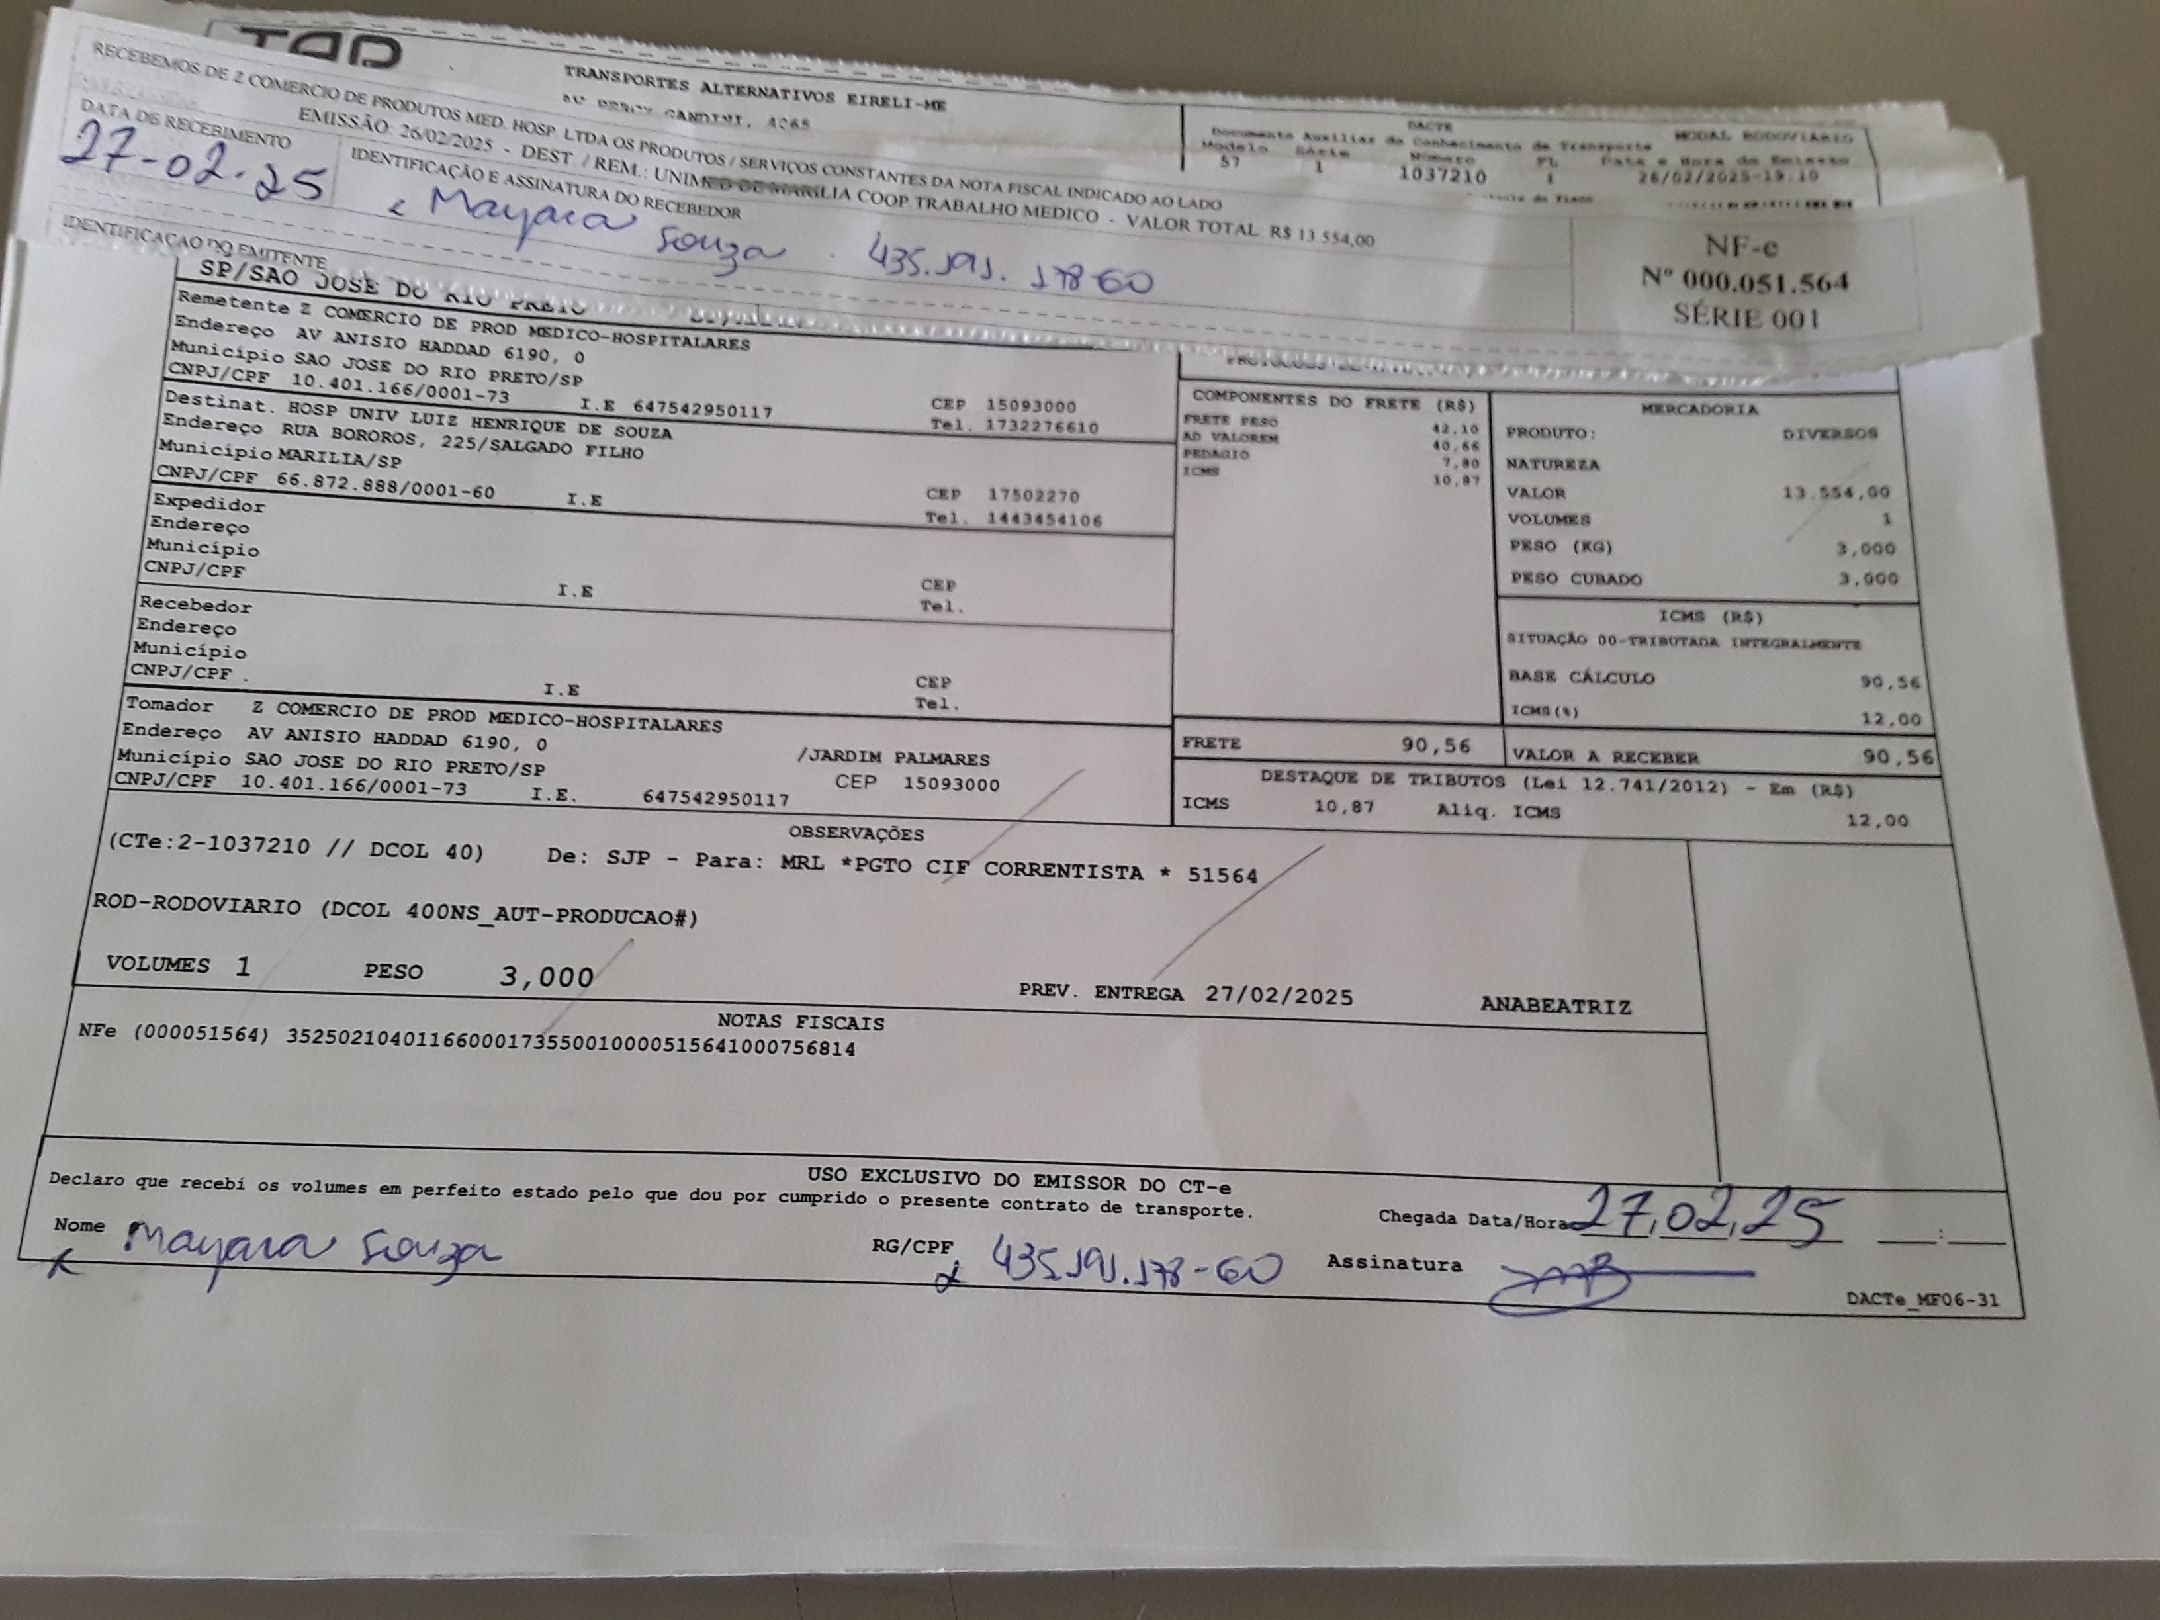 TRANSPORTES ALTERNATIVOS EIRELI-ME
4065
DACTE
MODAL RODOVIARIO
Documento Auxiliar do Conhecimento de Transporte
Modelo Série Número FL Data e Hora de Emissão
57 1 1037210 1 26/02/2025-19:10
RECEBEMOS DE Z COMERCIO DE PRODUTOS MED. HOSP. LTDA OS PRODUTOS / SERVIÇOS CONSTANTES DA NOTA FISCAL INDICADO AO LADO
EMISSÃO: 26/02/2025 - DEST. / REM.: UNIMED DE MARILIA COOP TRABALHO MEDICO - VALOR TOTAL R$ 13 554,00
DATA DE RECEBIMENTO
27-02-25
IDENTIFICAÇÃO E ASSINATURA DO RECEBEDOR
Mayara Souza 435.191.178 60
NF-e
Nº 000.051.564
SÉRIE 001
IDENTIFICAÇÃO DO EMITENTE
SP/SAO JOSE DO RIO PRETO
Remetente Z COMERCIO DE PROD MEDICO-HOSPITALARES
Endereço AV ANISIO HADDAD 6190, 0
Município SAO JOSE DO RIO PRETO/SP
CEP 15093000
CNPJ/CPF 10.401.166/0001-73 I.E 647542950117
Tel. 1732276610
Destinat. HOSP UNIV LUIZ HENRIQUE DE SOUZA
Endereço RUA BOROROS, 225/SALGADO FILHO
Município MARILIA/SP
CEP 17502270
CNPJ/CPF 66.872.888/0001-60 I.E
Tel. 1443454106
Expedidor
Endereço
Município
CEP
CNPJ/CPF I.E
Tel.
Recebedor
Endereço
Município
CEP
CNPJ/CPF . I.E
Tel.
Tomador Z COMERCIO DE PROD MEDICO-HOSPITALARES
Endereço AV ANISIO HADDAD 6190, 0 /JARDIM PALMARES
Município SAO JOSE DO RIO PRETO/SP CEP 15093000
CNPJ/CPF 10.401.166/0001-73 I.E. 647542950117
COMPONENTES DO FRETE (R$)
FRETE PESO 42,10
AD VALOREM 40,66
PEDAGIO 7,80
ICMS 10,87
MERCADORIA
PRODUTO: DIVERSOS
NATUREZA
VALOR 13.554,00
VOLUMES 1
PESO (KG) 3,000
PESO CUBADO 3,000
ICMS (R$)
SITUAÇÃO 00-TRIBUTADA INTEGRALMENTE
BASE CÁLCULO 90,56
ICMS(%) 12,00
FRETE 90,56 VALOR A RECEBER 90,56
DESTAQUE DE TRIBUTOS (Lei 12.741/2012) - Em (R$)
ICMS 10,87 Aliq. ICMS 12,00
OBSERVAÇÕES
(CTe:2-1037210 // DCOL 40) De: SJP - Para: MRL *PGTO CIF CORRENTISTA * 51564
ROD-RODOVIARIO (DCOL 400NS_AUT-PRODUCAO#)
VOLUMES 1 PESO 3,000 PREV. ENTREGA 27/02/2025 ANABEATRIZ
NOTAS FISCAIS
NFe (000051564) 35250210401166000173550010000515641000756814
USO EXCLUSIVO DO EMISSOR DO CT-e
Declaro que recebi os volumes em perfeito estado pelo que dou por cumprido o presente contrato de transporte.
Chegada Data/Hora 27,02,25 :
Nome Mayara Souza RG/CPF 435.191.178-60 Assinatura
DACTe_MF06-31